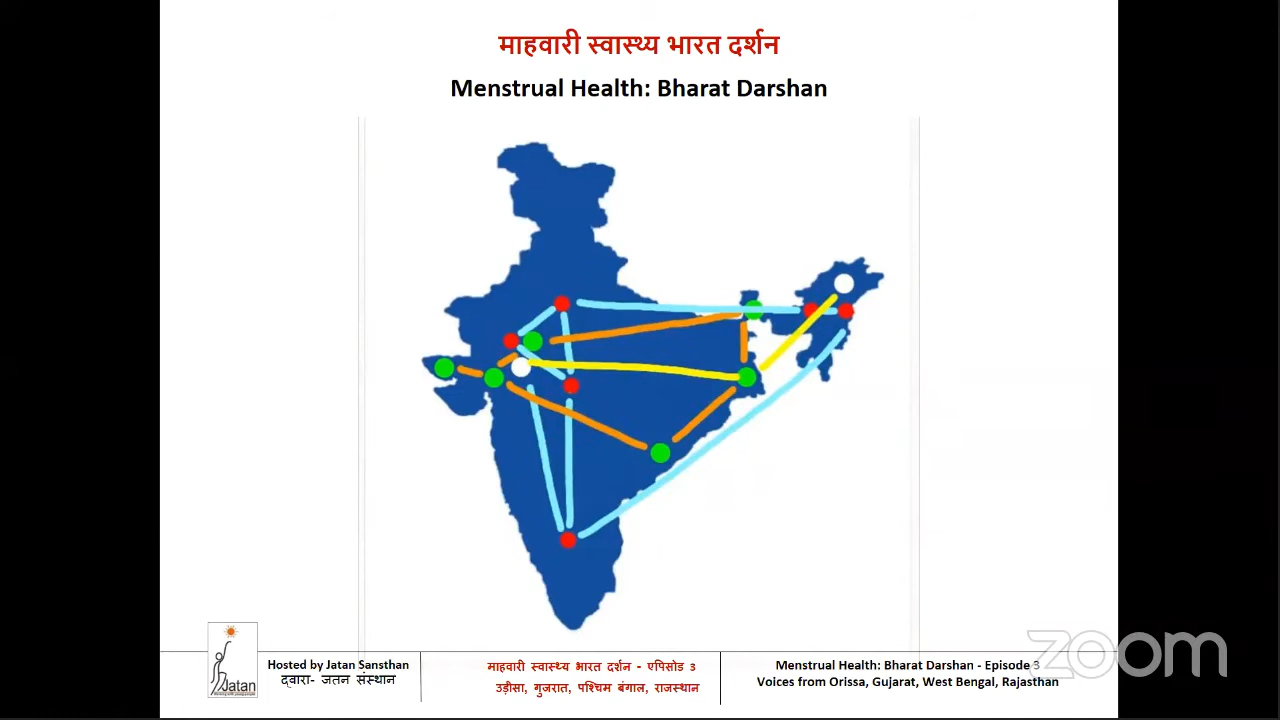 माहवारी स्वास्थ्य भारत दर्शन
Menstrual Health: Bharat Darshan
Jatan
Hosted by Jatan Sansthan
द्वारा- जतन संस्थान
माहवारी स्वास्थ्य भारत दर्शन - एपिसोड ३
उड़ीसा, गुजरात, पश्चिम बंगाल, राजस्थान
Menstrual Health: Bharat Darshan - Episode 3
Voices from Orissa, Gujarat, West Bengal, Rajasthan
zoom